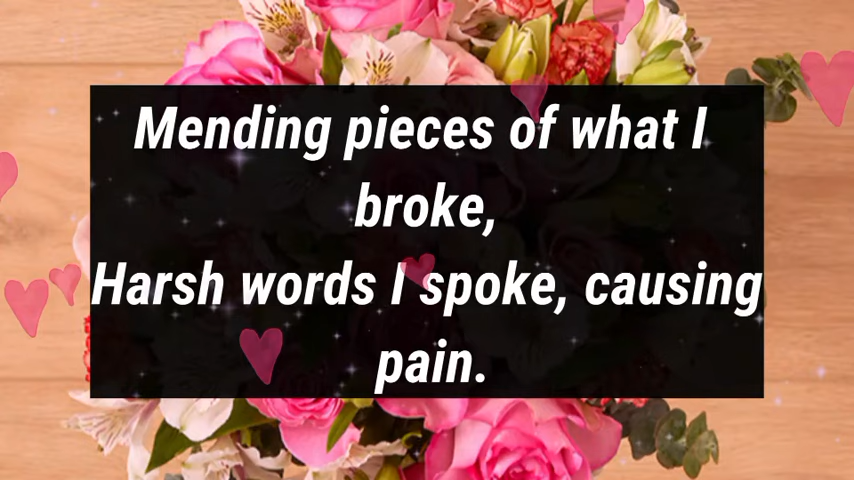 Mending pieces of what I
broke,
Harsh words I spoke, causing
pain.